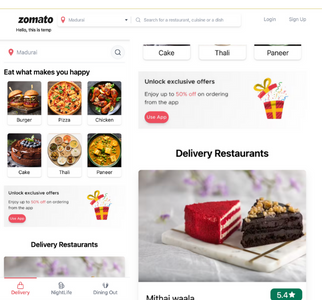 zomato
Hello, this is temp
Madurai
Search for a restaurant, cuisine or a dish
Login
Sign Up
Madurai
Eat what makes you happy
Burger
Pizza
Chicken
Cake
Thali
Paneer
Unlock exclusive offers
Enjoy up to 50% off on ordering
from the app
Use App
Delivery Restaurants
Delivery
NightLife
Dining Out
Cake
Thali
Paneer
Unlock exclusive offers
Enjoy up to 50% off on ordering
from the app
Use App
Delivery Restaurants
Mithai waala
5.4★